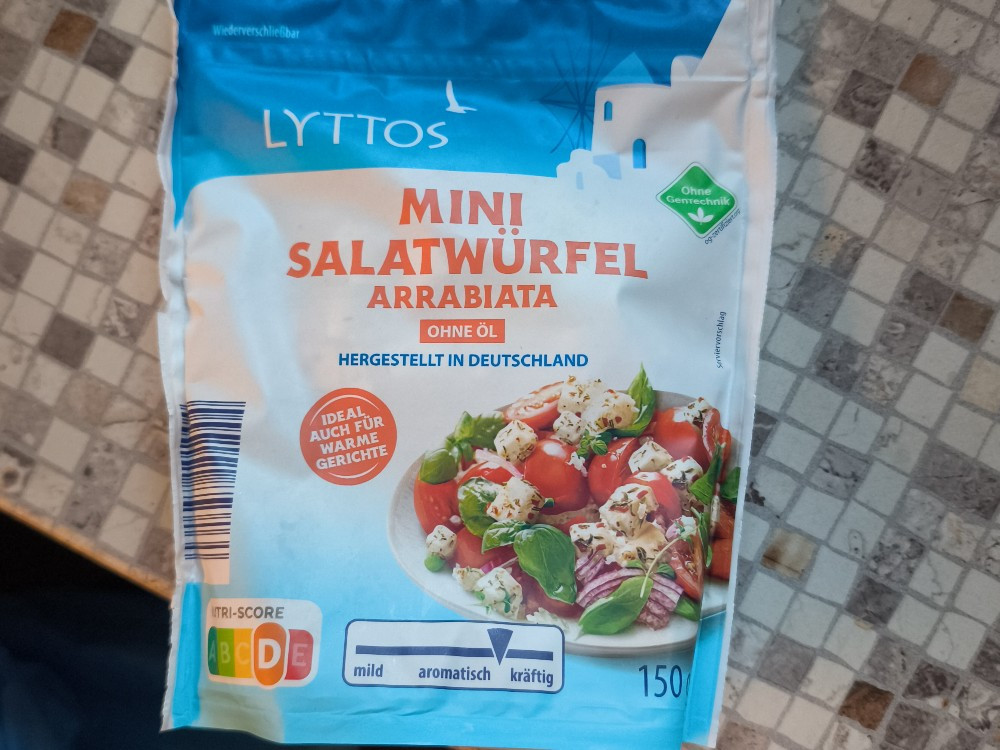 Wiederverschließbar
LYTTOS
MINI
SALATWÜRFEL
ARRABIATA
OHNE ÖL
HERGESTELLT IN DEUTSCHLAND
Ohne
Gentechnik
Serviervorschlag
IDEAL
AUCH FÜR
WARME
GERICHTE
NUTRI-SCORE
A B C D E
mild aromatisch kräftig
150